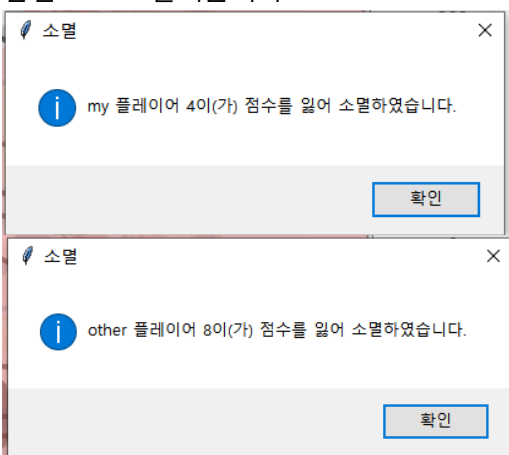 소멸
my 플레이어 4이(가) 점수를 잃어 소멸하였습니다.
확인
소멸
other 플레이어 8이(가) 점수를 잃어 소멸하였습니다.
확인